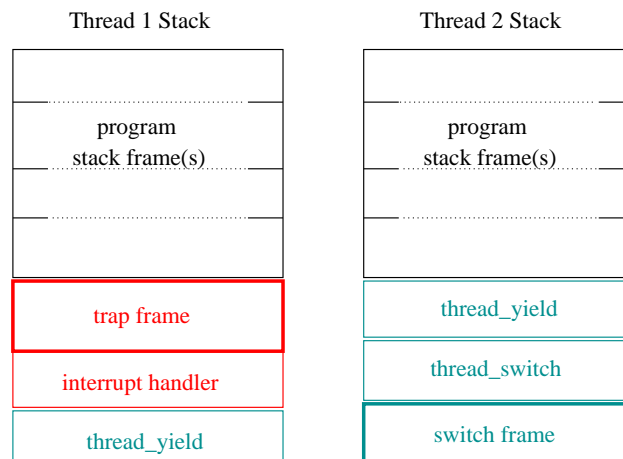 Thread 1 Stack
program
stack frame(s)
trap frame
interrupt handler
thread_yield
Thread 2 Stack
program
stack frame(s)
thread_yield
thread_switch
switch frame